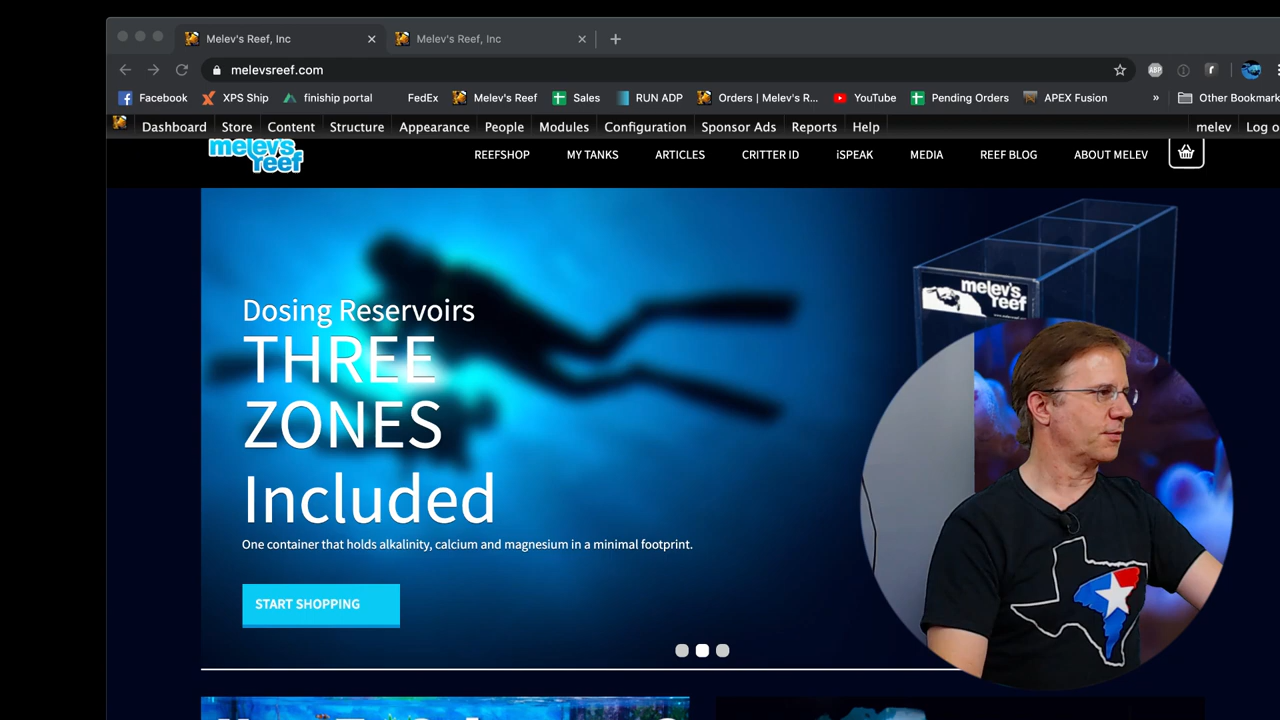 Melev's Reef, Inc
Melev's Reef, Inc
melevsreef.com
ABP
Facebook XPS Ship finiship portal FedEx Melev's Reef Sales RUN ADP Orders | Melev's R... YouTube Pending Orders APEX Fusion » Other Bookmark
Dashboard Store Content Structure Appearance People Modules Configuration Sponsor Ads Reports Help melev Log o
melev's
reef
REEFSHOP MY TANKS ARTICLES CRITTER ID iSPEAK MEDIA REEF BLOG ABOUT MELEV
melev's
reef
Dosing Reservoirs
THREE
ZONES
Included
One container that holds alkalinity, calcium and magnesium in a minimal footprint.
START SHOPPING